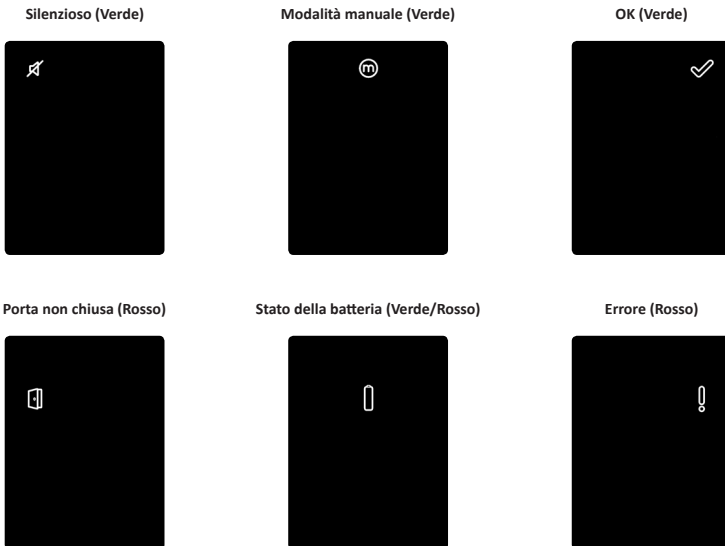 Silenzioso (Verde)
Modalità manuale (Verde)
OK (Verde)
m
Porta non chiusa (Rosso)
Stato della batteria (Verde/Rosso)
Errore (Rosso)